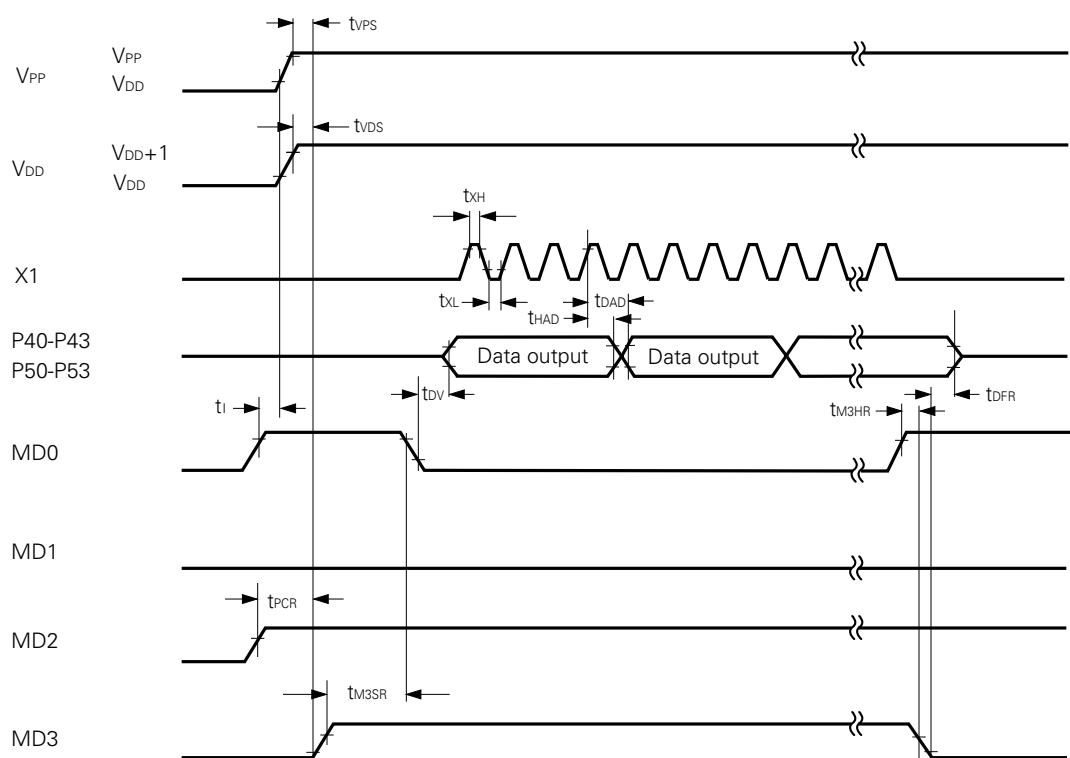 tVPS
VPP
VPP
VDD
tVDS
VDD
VDD+1
VDD
tXH
X1
tXL
tDAD
tHAD
P40-P43
P50-P53
Data output
Data output
tDV
tI
tM3HR
tDFR
MD0
MD1
tPCR
MD2
tM3SR
MD3